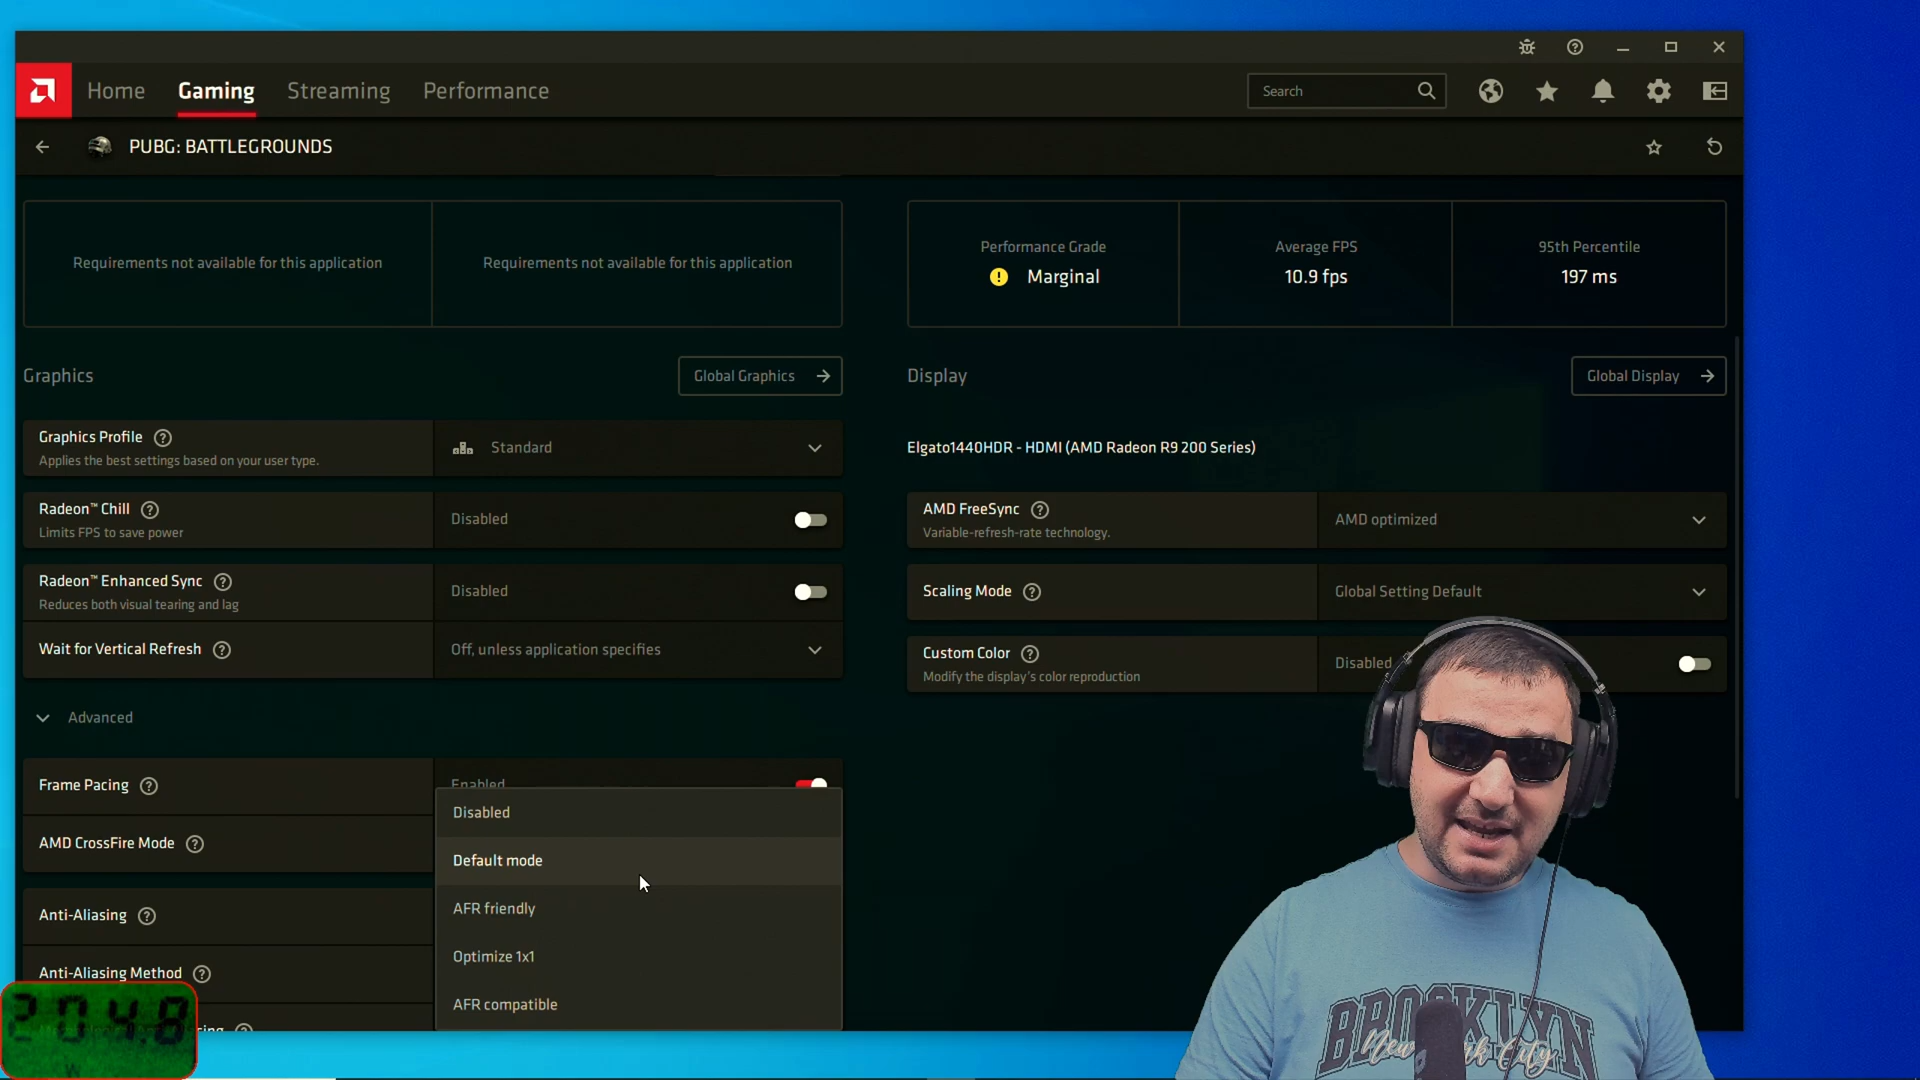 Home Gaming Streaming Performance Search
PUBG: BATTLEGROUNDS
Requirements not available for this application
Requirements not available for this application
Performance Grade
Marginal
Average FPS
10.9 fps
95th Percentile
197 ms
Graphics
Global Graphics
Graphics Profile
Applies the best settings based on your user type.
Standard
Radeon™ Chill
Limits FPS to save power
Disabled
Radeon™ Enhanced Sync
Reduces both visual tearing and lag
Disabled
Wait for Vertical Refresh
Off, unless application specifies
Advanced
Frame Pacing
Enabled
AMD CrossFire Mode
Disabled
Default mode
AFR friendly
Optimize 1x1
AFR compatible
Anti-Aliasing
Anti-Aliasing Method
Display
Global Display
Elgato1440HDR - HDMI (AMD Radeon R9 200 Series)
AMD FreeSync
Variable-refresh-rate technology.
AMD optimized
Scaling Mode
Global Setting Default
Custom Color
Modify the display's color reproduction
Disabled
204.8
W
BROOKLYN
New York City